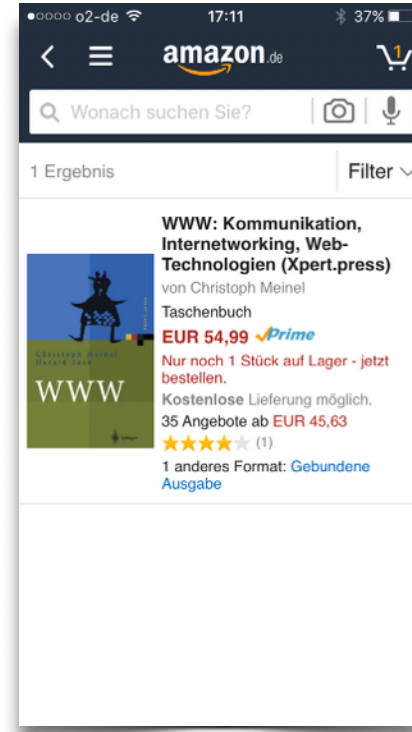 o2-de 17:11 37%
amazon.de 1
Wonach suchen Sie?
1 Ergebnis Filter
WWW: Kommunikation,
Internetworking, Web-
Technologien (Xpert.press)
von Christoph Meinel
Taschenbuch
EUR 54,99 Prime
Nur noch 1 Stück auf Lager - jetzt
bestellen.
Kostenlose Lieferung möglich.
35 Angebote ab EUR 45,63
(1)
1 anderes Format: Gebundene
Ausgabe
Christoph Meinel
Harald Sack
WWW